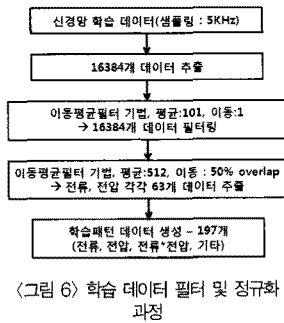 신경망 학습 데이터(샘플링 : 5KHz)
16384개 데이터 추출
이동평균필터 기법, 평균:101, 이동:1
→ 16384개 데이터 필터링
이동평균필터 기법, 평균:512, 이동 : 50% overlap
→ 전류, 전압 각각 63개 데이터 추출
학습패턴 데이터 생성 – 197개
(전류, 전압, 전류*전압, 기타)
〈그림 6〉 학습 데이터 필터 및 정규화
과정